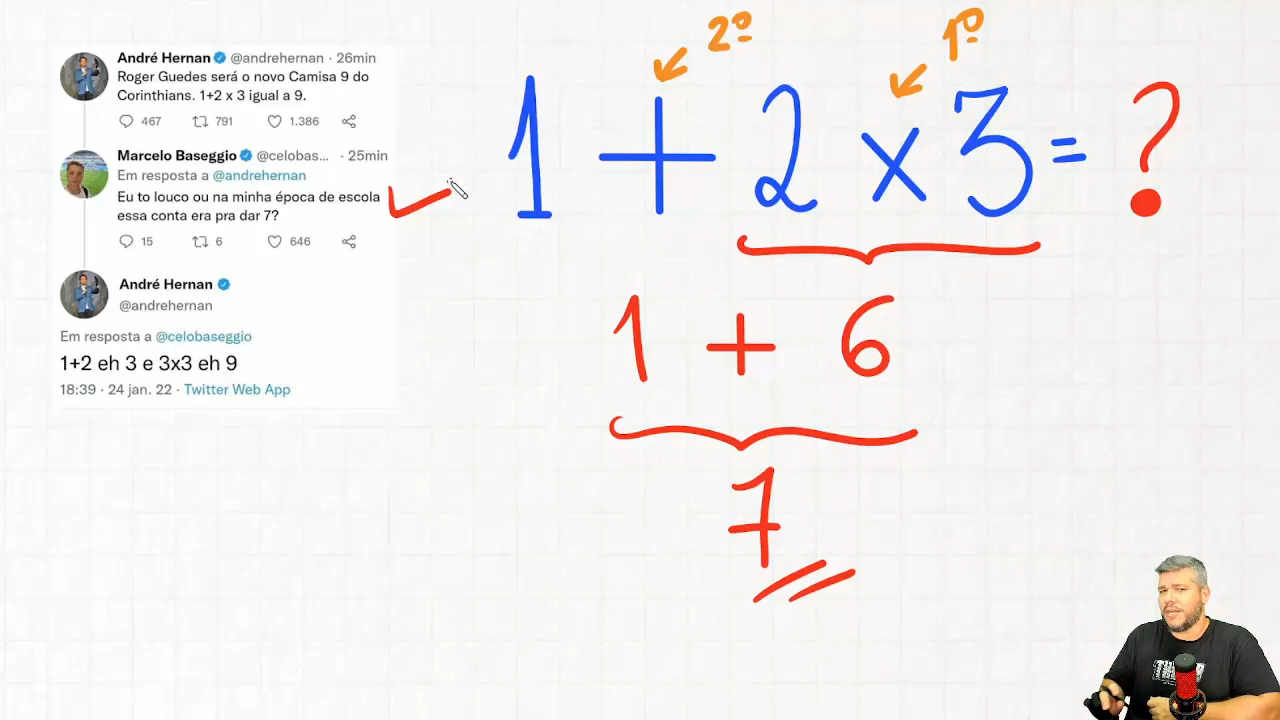 André Hernan @andrehernan · 26min
Roger Guedes será o novo Camisa 9 do
Corinthians. 1+2 x 3 igual a 9.
467 791 1.386
Marcelo Baseggio @celobas... · 25min
Em resposta a @andrehernan
Eu to louco ou na minha época de escola
essa conta era pra dar 7?
15 6 646
André Hernan
@andrehernan
Em resposta a @celobaseggio
1+2 eh 3 e 3x3 eh 9
18:39 · 24 jan. 22 · Twitter Web App
2º 1º
1 + 2 x 3 = ?
1 + 6
7